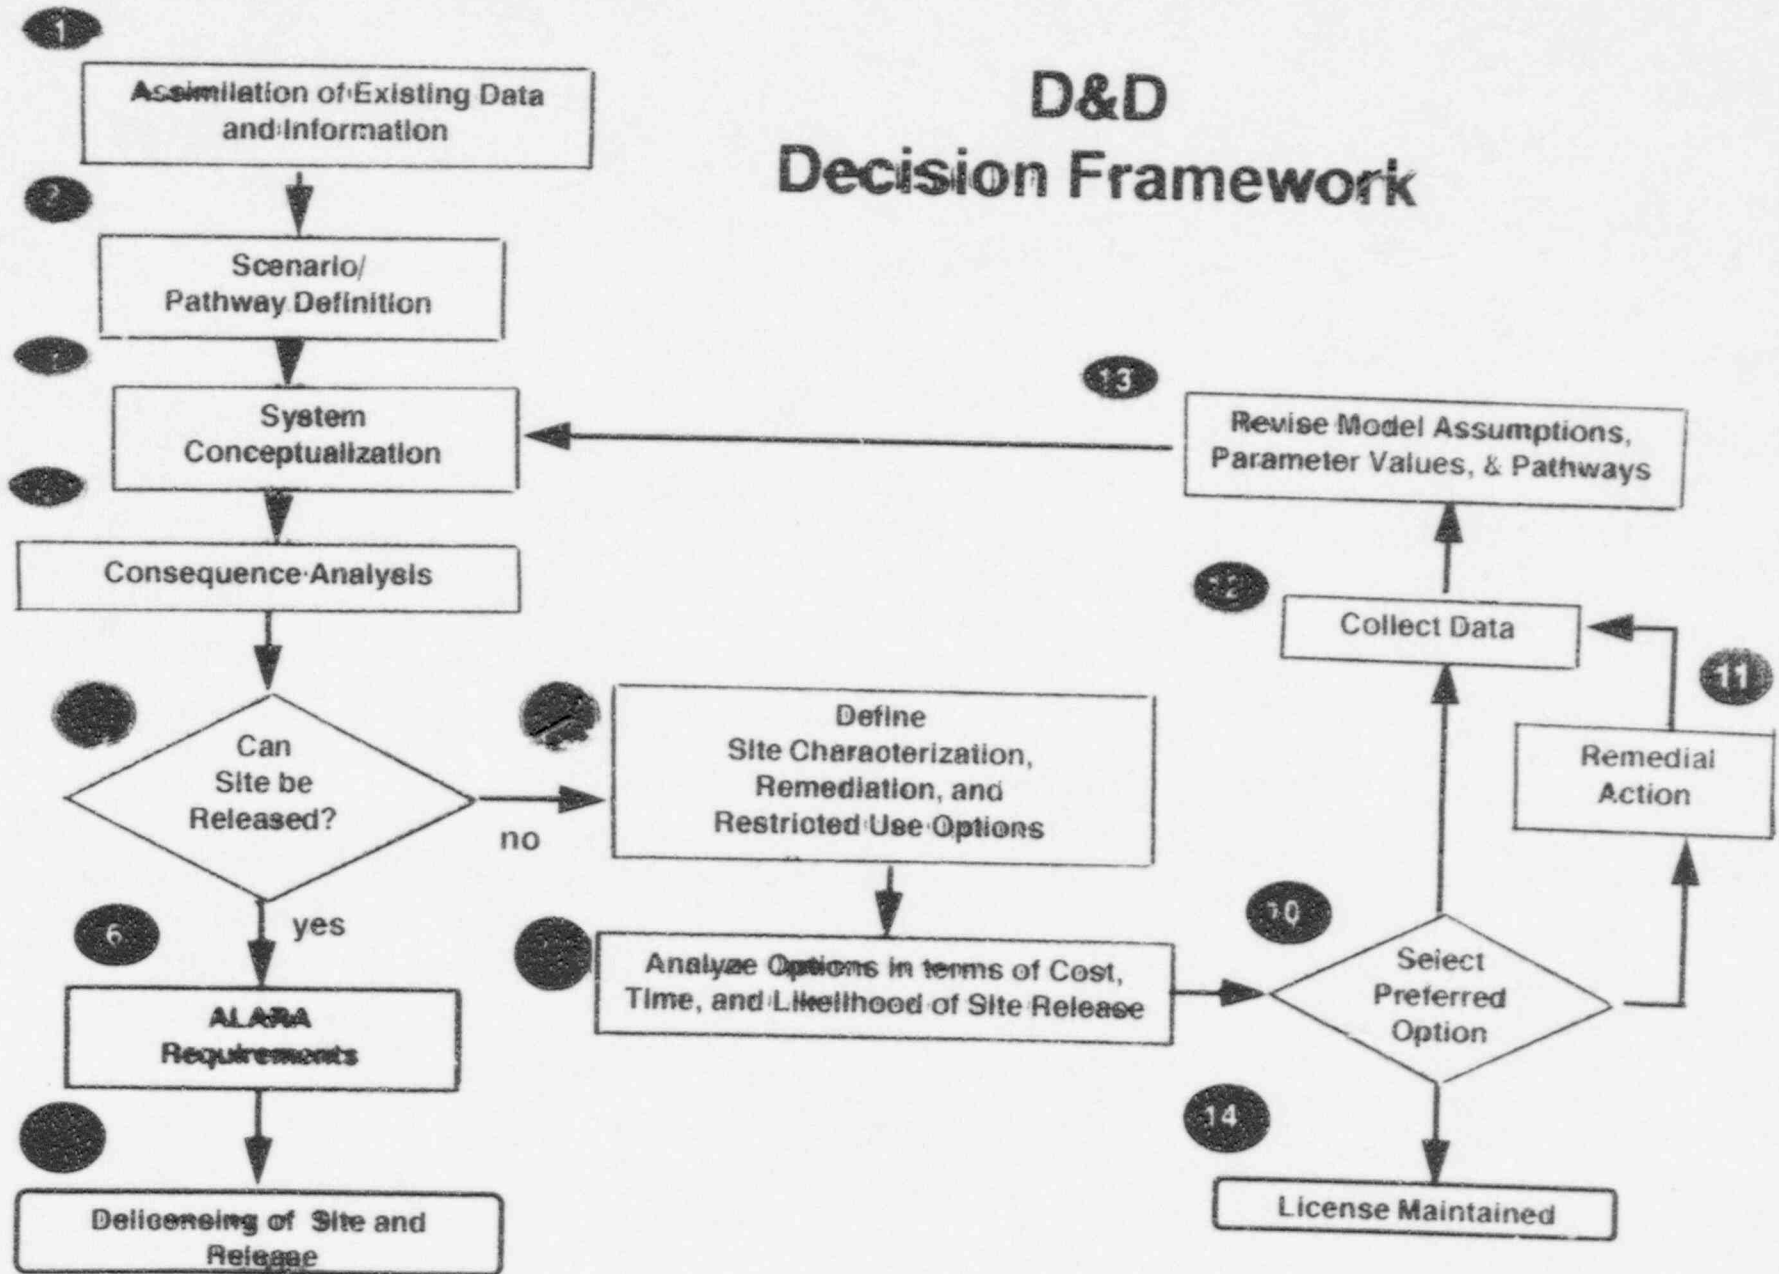 D&D
Decision Framework
1
Assimilation of Existing Data
and Information
2
Scenario/
Pathway Definition
System
Conceptualization
Consequence Analysis
Can
Site be
Released?
no
yes
6
ALARA
Requirements
Delicensing of Site and
Release
Define
Site Characterization,
Remediation, and
Restricted Use Options
Analyze Options in terms of Cost,
Time, and Likelihood of Site Release
10
Select
Preferred
Option
11
Remedial
Action
12
Collect Data
13
Revise Model Assumptions,
Parameter Values, & Pathways
14
License Maintained